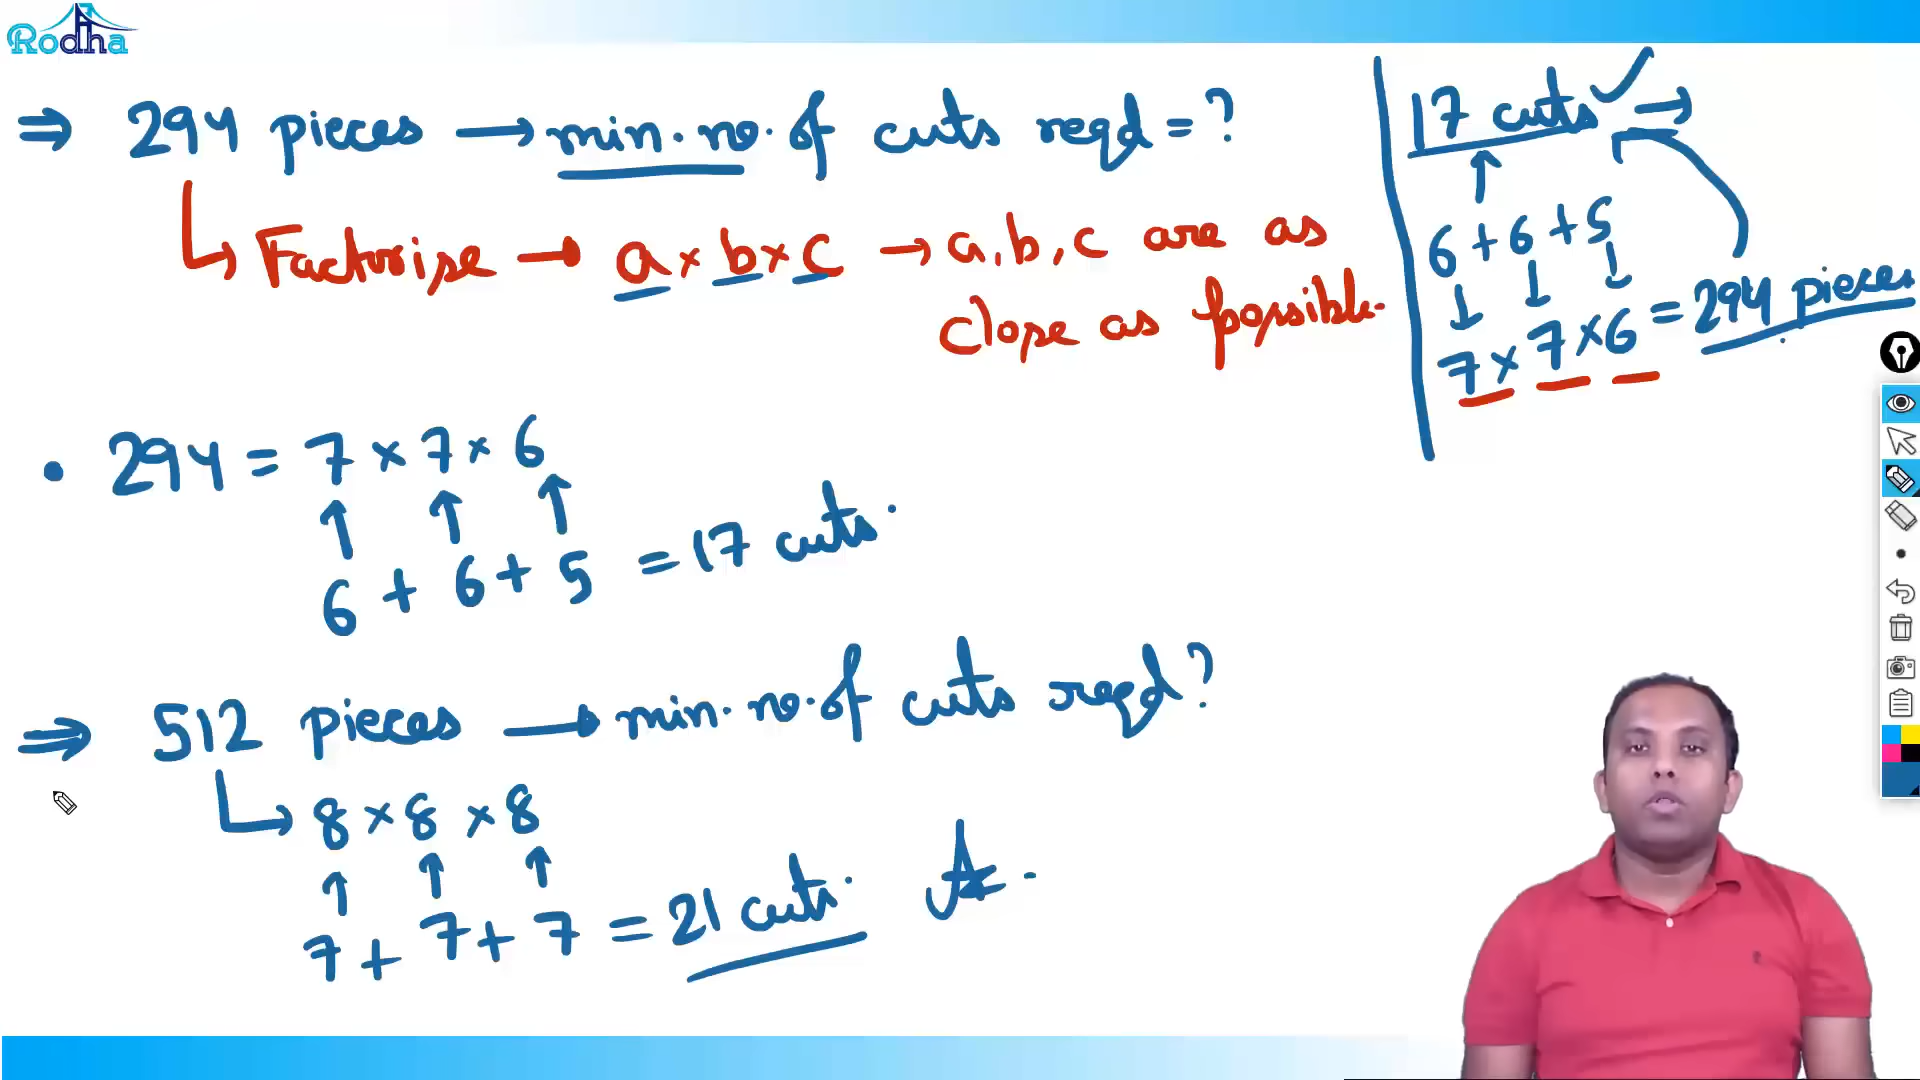 Rodha
⇒ 294 pieces → min. no. of cuts reqd = ?
Factorise → a × b × c → a, b, c are as
close as possible.
17 cuts ✓ →
6 + 6 + 5
7 × 7 × 6 = 294 pieces
• 294 = 7 × 7 × 6
6 + 6 + 5 = 17 cuts.
⇒ 512 pieces → min. no. of cuts reqd ?
8 × 8 × 8
7 + 7 + 7 = 21 cuts.